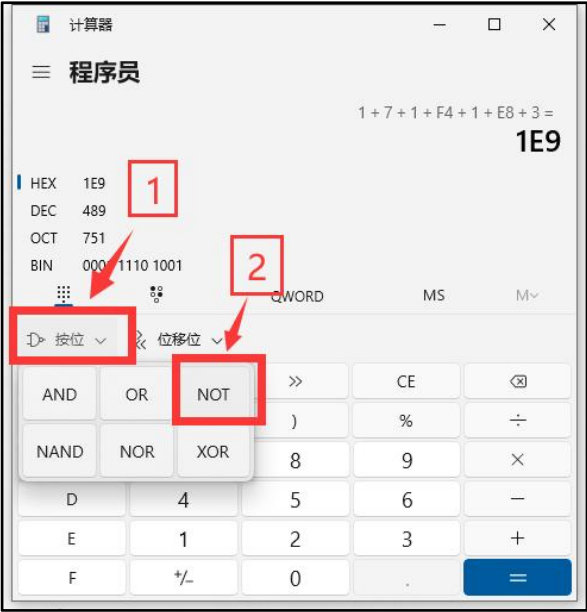 计算器
程序员
1 + 7 + 1 + F4 + 1 + E8 + 3 =
1E9
HEX 1E9
DEC 489
OCT 751
BIN 1110 1001
1
2
QWORD MS M
按位 位移位
AND OR NOT » CE
) % ÷
NAND NOR XOR 8 9 ×
D 4 5 6 −
E 1 2 3 +
F +/− 0 . =